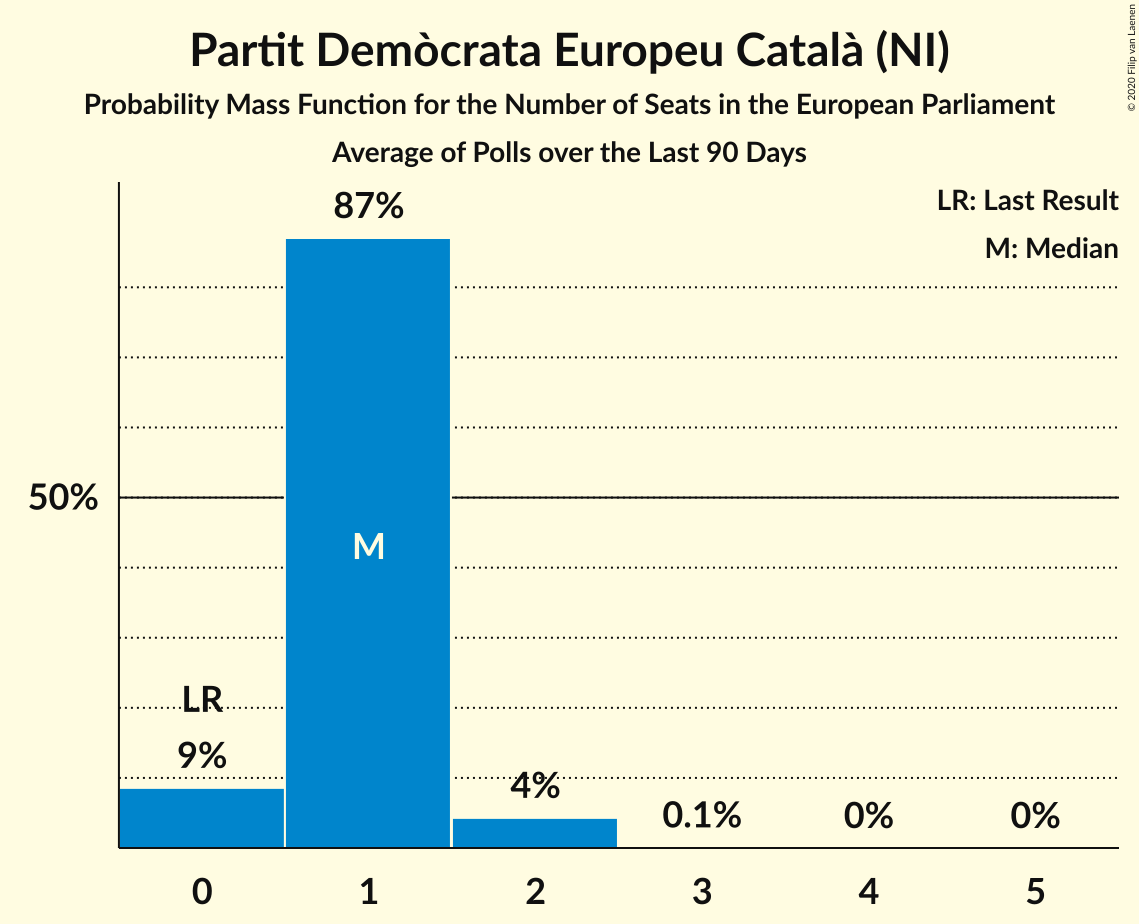 Partit Demòcrata Europeu Català (NI)
Probability Mass Function for the Number of Seats in the European Parliament
Average of Polls over the Last 90 Days
© 2020 Filip van Laenen
LR: Last Result
M: Median
87%
50%
M
LR
9%
4%
0.1%
0%
0%
0 1 2 3 4 5